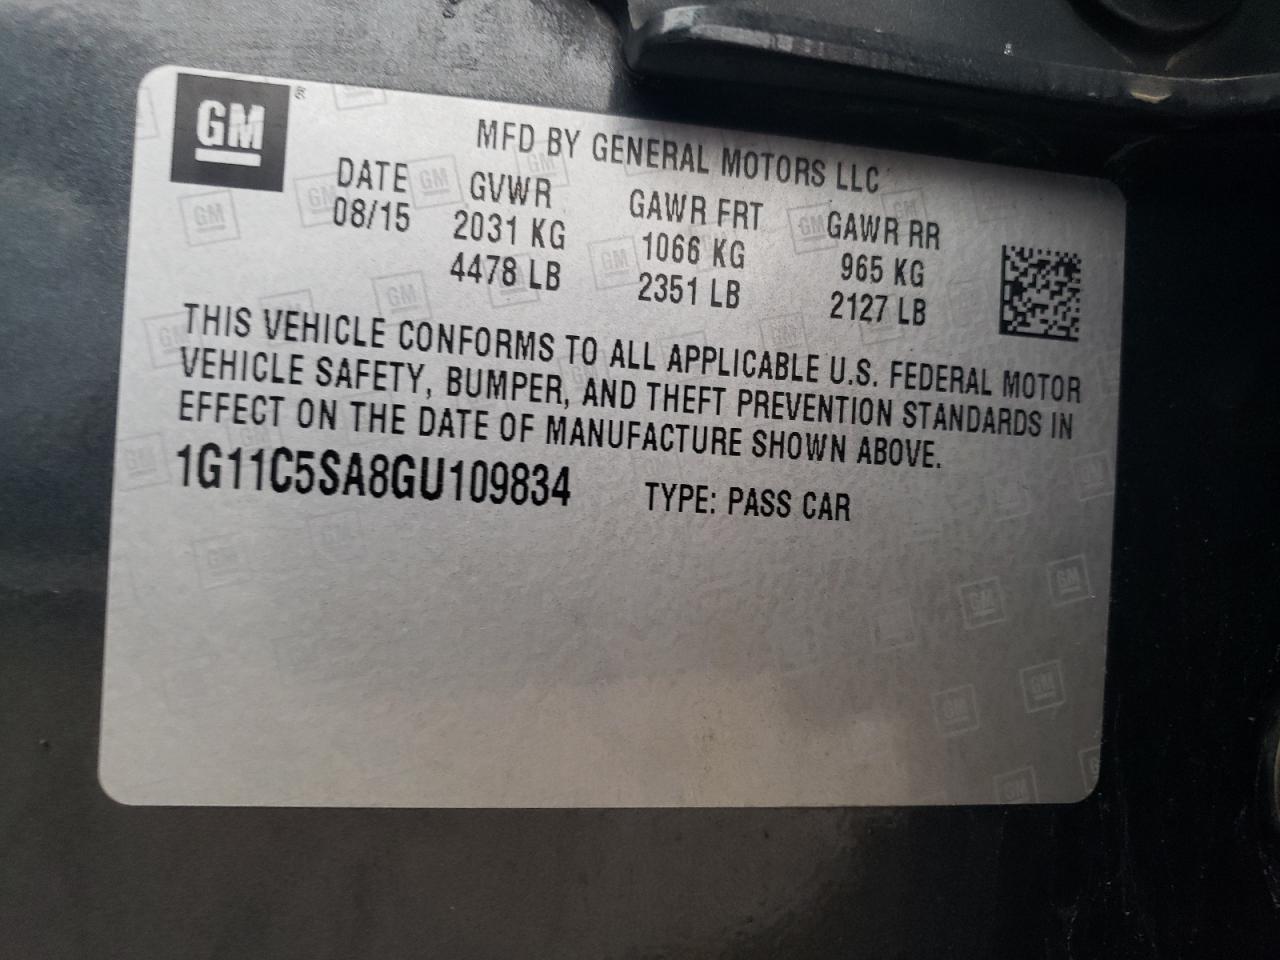 GM®
MFD BY GENERAL MOTORS LLC
DATE GVWR GAWR FRT GAWR RR
08/15 2031 KG 1066 KG 965 KG
4478 LB 2351 LB 2127 LB
THIS VEHICLE CONFORMS TO ALL APPLICABLE U.S. FEDERAL MOTOR
VEHICLE SAFETY, BUMPER, AND THEFT PREVENTION STANDARDS IN
EFFECT ON THE DATE OF MANUFACTURE SHOWN ABOVE.
1G11C5SA8GU109834 TYPE: PASS CAR